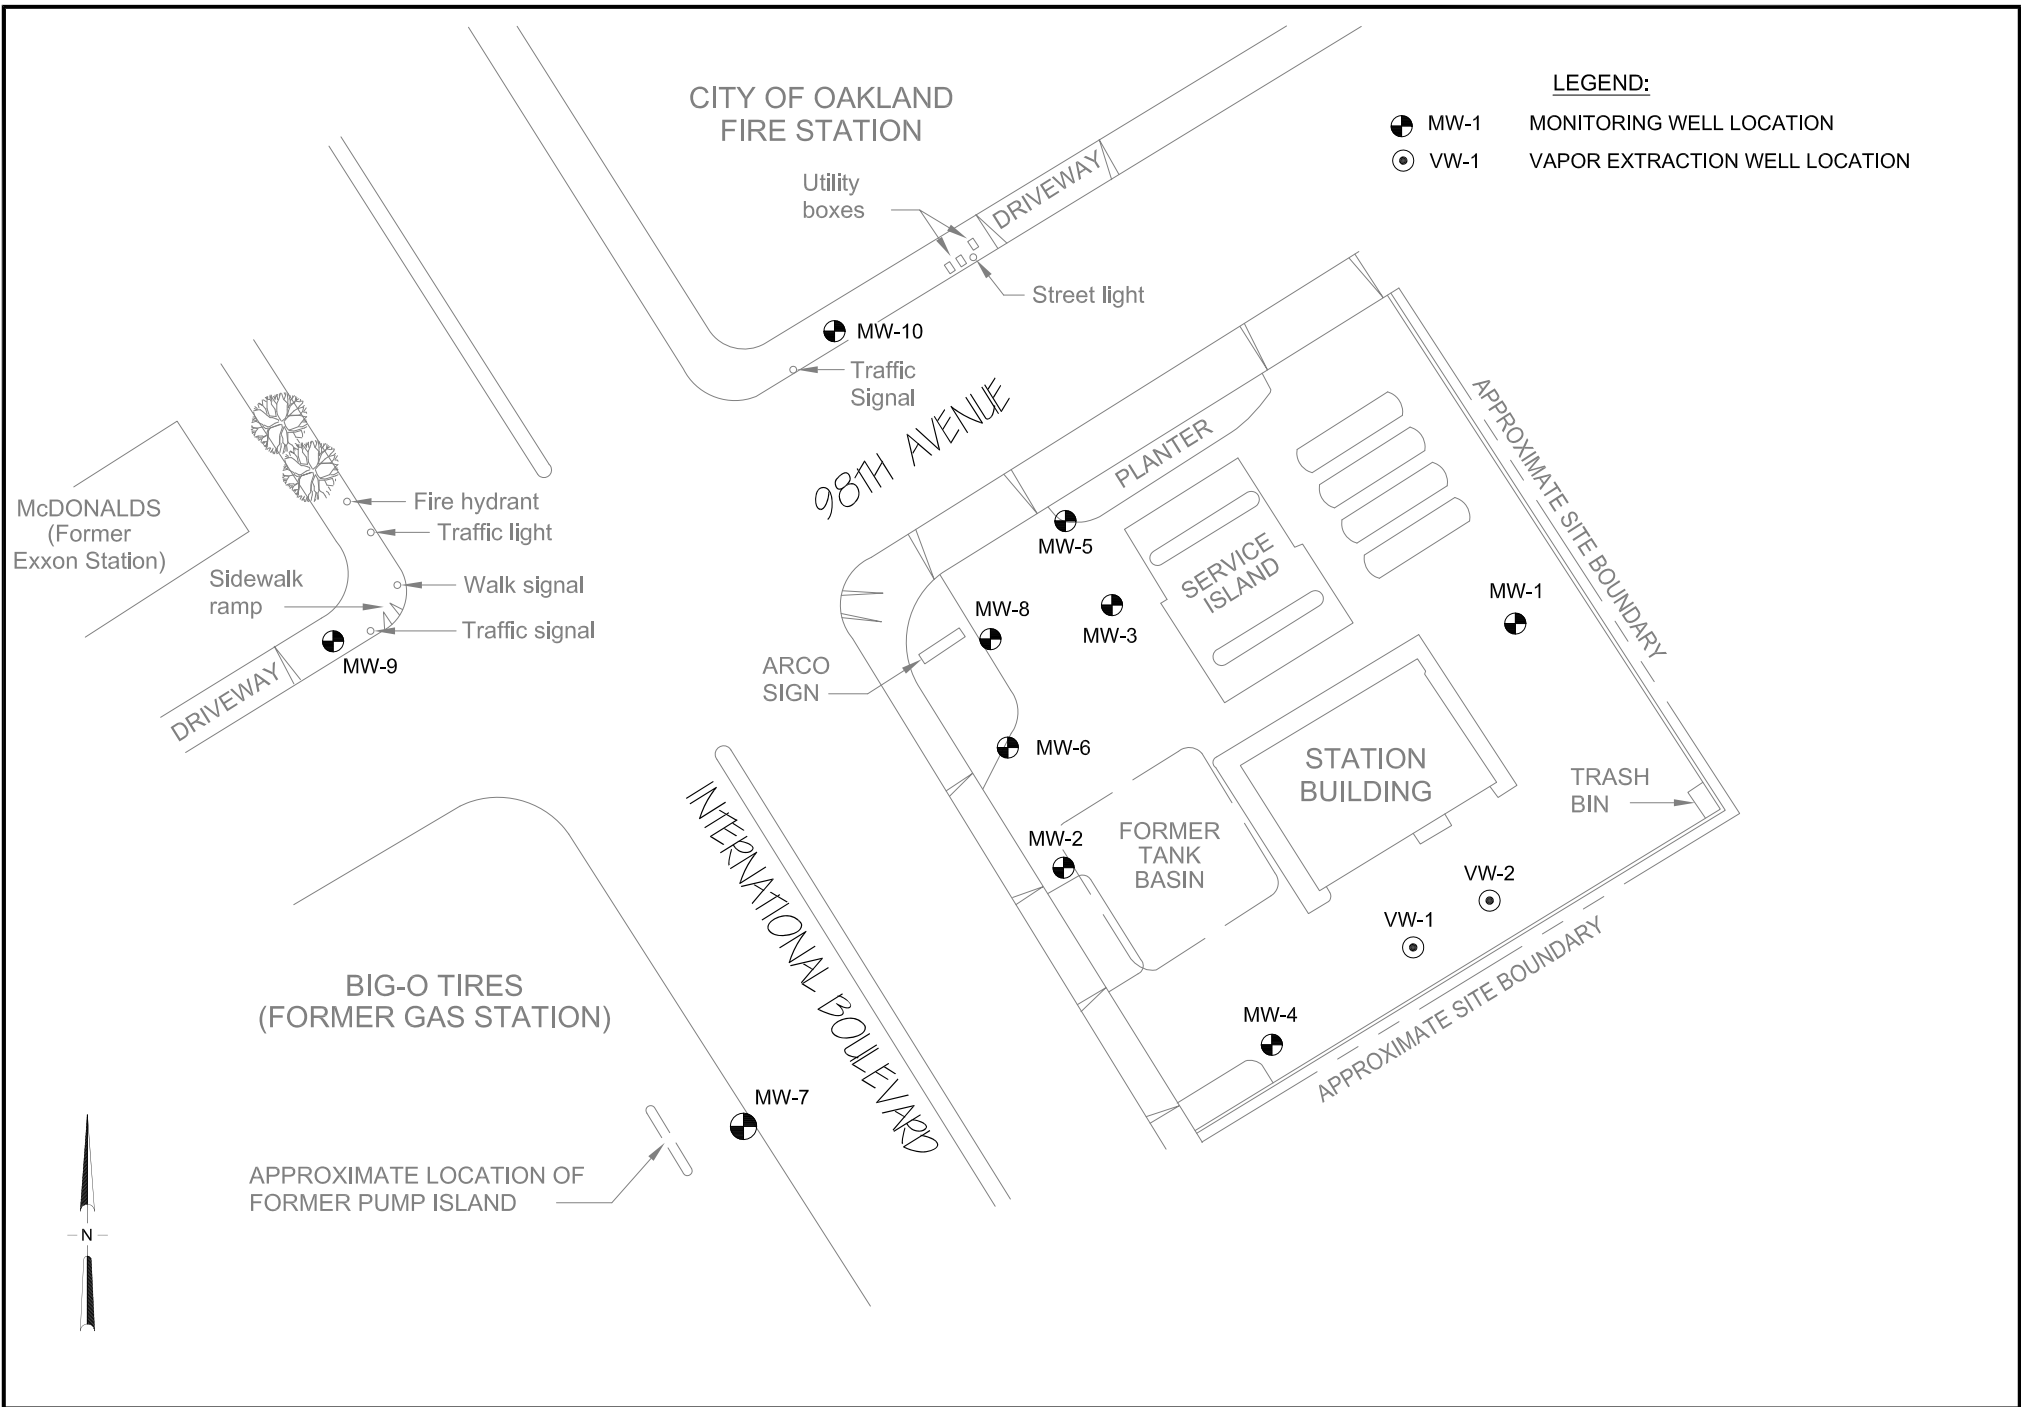 CITY OF OAKLAND
FIRE STATION
LEGEND:
MW-1 MONITORING WELL LOCATION
VW-1 VAPOR EXTRACTION WELL LOCATION
Utility
boxes
DRIVEWAY
Street light
MW-10
Traffic
Signal
98TH AVENUE
PLANTER
APPROXIMATE SITE BOUNDARY
McDONALDS
(Former
Exxon Station)
Fire hydrant
Traffic light
Sidewalk
ramp
Walk signal
Traffic signal
MW-9
DRIVEWAY
MW-5
SERVICE
ISLAND
MW-1
MW-8
MW-3
ARCO
SIGN
MW-6
STATION
BUILDING
TRASH
BIN
INTERNATIONAL BOULEVARD
MW-2
FORMER
TANK
BASIN
VW-2
VW-1
APPROXIMATE SITE BOUNDARY
BIG-O TIRES
(FORMER GAS STATION)
MW-4
MW-7
APPROXIMATE LOCATION OF
FORMER PUMP ISLAND
N